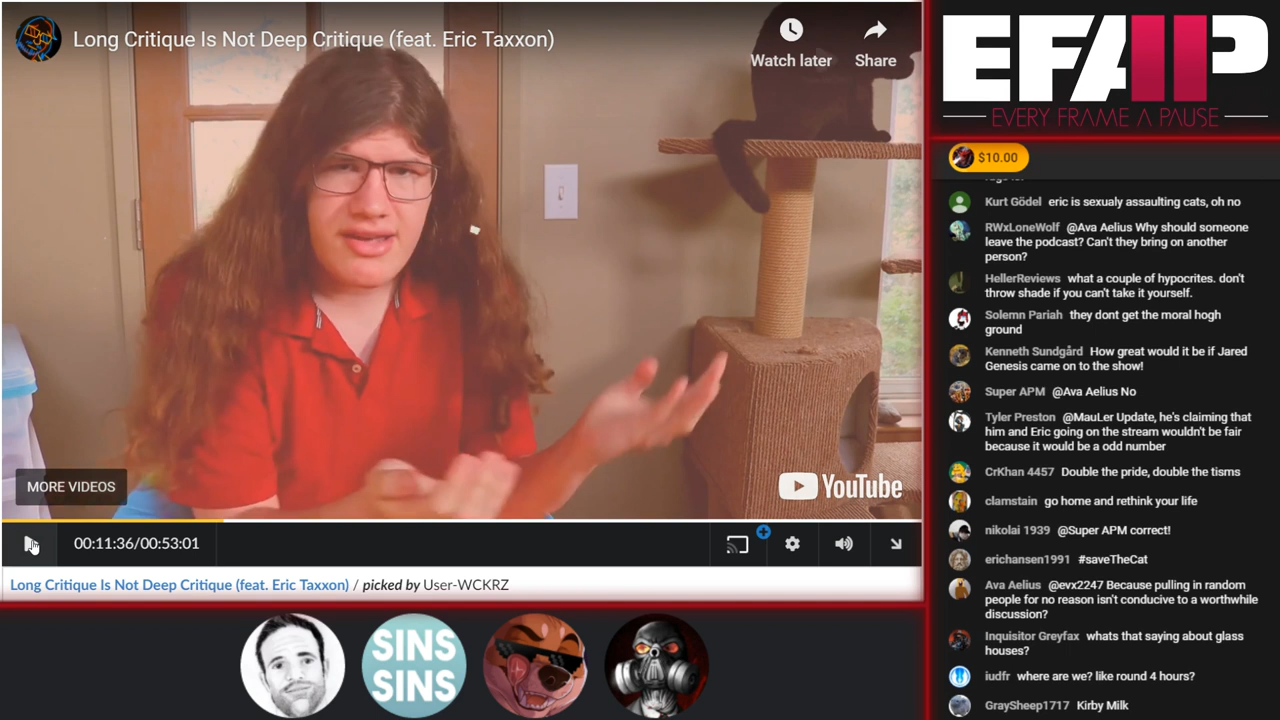 Long Critique Is Not Deep Critique (feat. Eric Taxxon)
Watch later
Share
MORE VIDEOS
YouTube
00:11:36/00:53:01
Long Critique Is Not Deep Critique (feat. Eric Taxxon) / picked by User-WCKRZ
SINS
SINS
EFAP
EVERY FRAME A PAUSE
$10.00
Kurt Gödel eric is sexualy assaulting cats, oh no
RWxLoneWolf @Ava Aelius Why should someone
leave the podcast? Can't they bring on another
person?
HellerReviews what a couple of hypocrites. don't
throw shade if you can't take it yourself.
Solemn Pariah they dont get the moral hogh
ground
Kenneth Sundgård How great would it be if Jared
Genesis came on to the show!
Super APM @Ava Aelius No
Tyler Preston @MauLer Update, he's claiming that
him and Eric going on the stream wouldn't be fair
because it would be a odd number
CrKhan 4457 Double the pride, double the tisms
clamstain go home and rethink your life
nikolai 1939 @Super APM correct!
erichansen1991 #saveTheCat
Ava Aelius @evx2247 Because pulling in random
people for no reason isn't conducive to a worthwhile
discussion?
Inquisitor Greyfax whats that saying about glass
houses?
iudfr where are we? like round 4 hours?
GraySheep1717 Kirby Milk